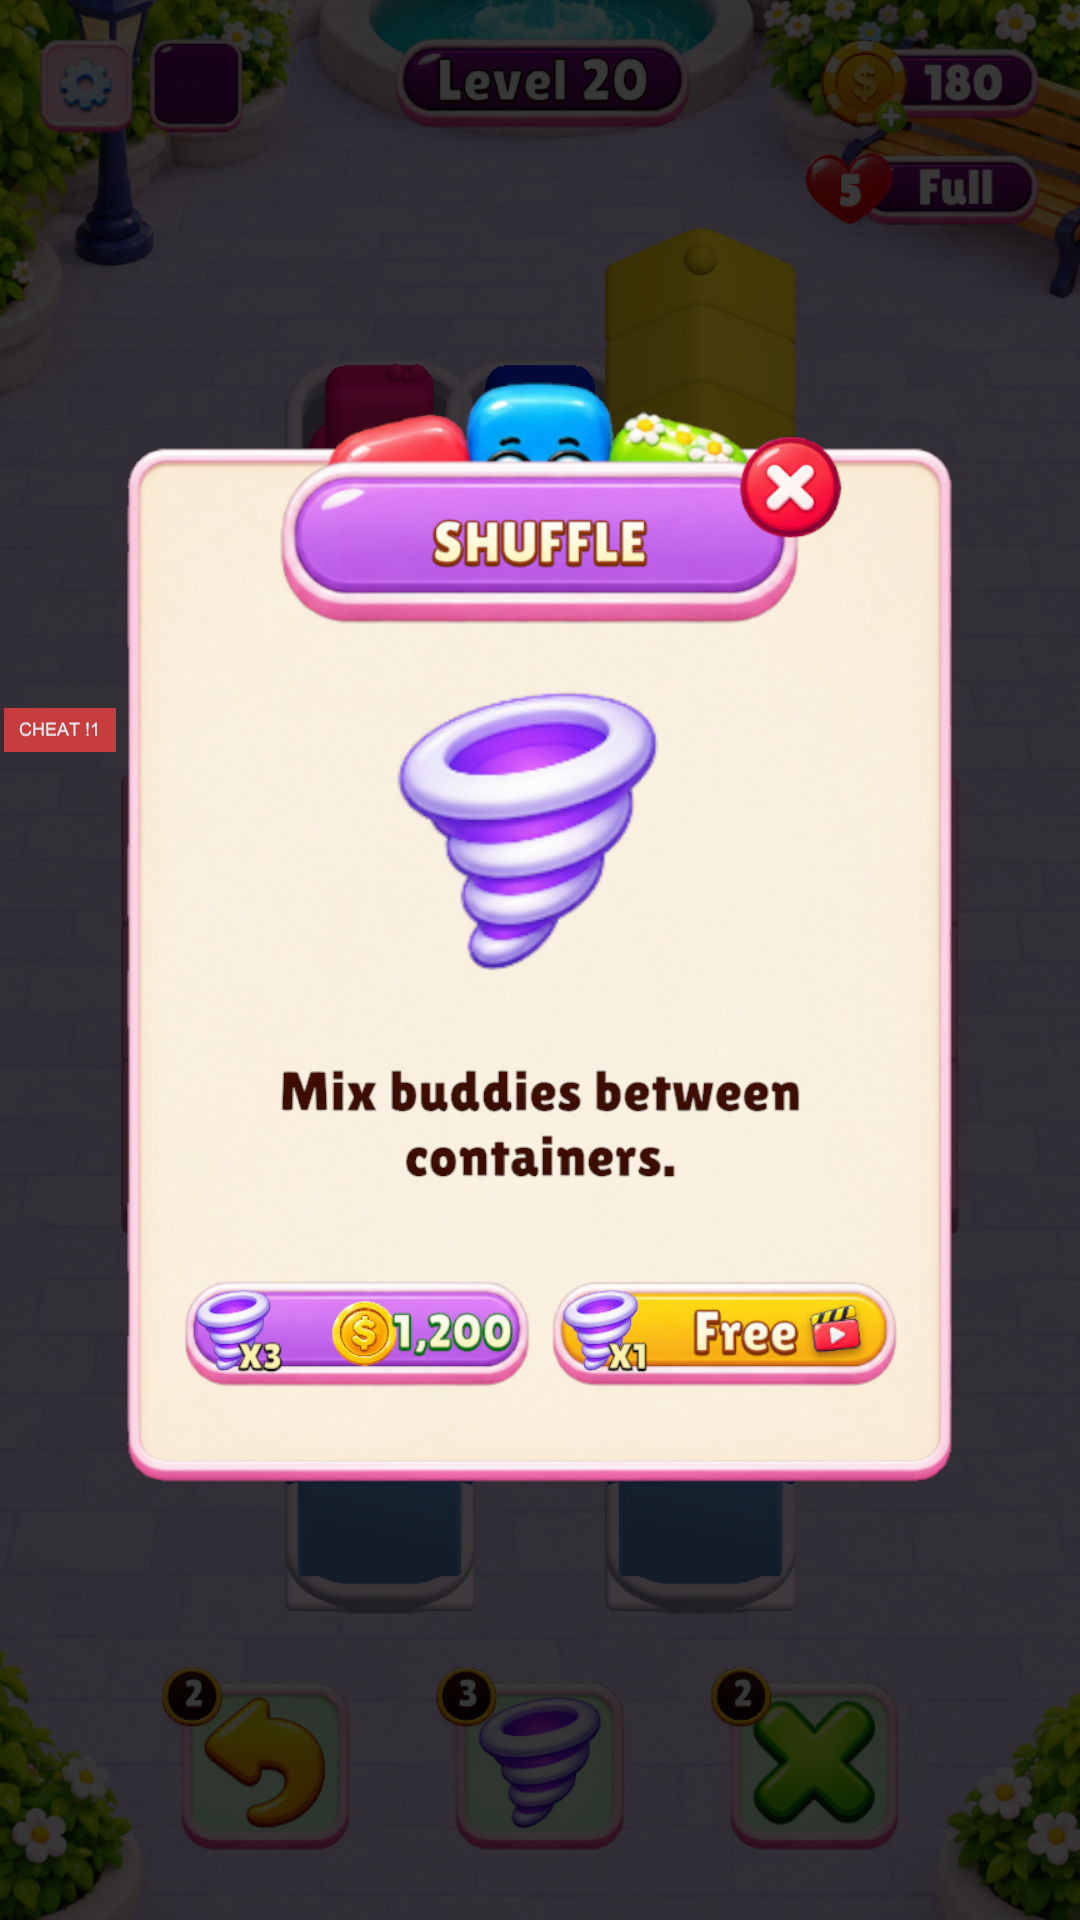 Level 20
180
5
Full
SHUFFLE
CHEAT !1
Mix buddies between
containers.
X3
1,200
X1
Free
2
3
2